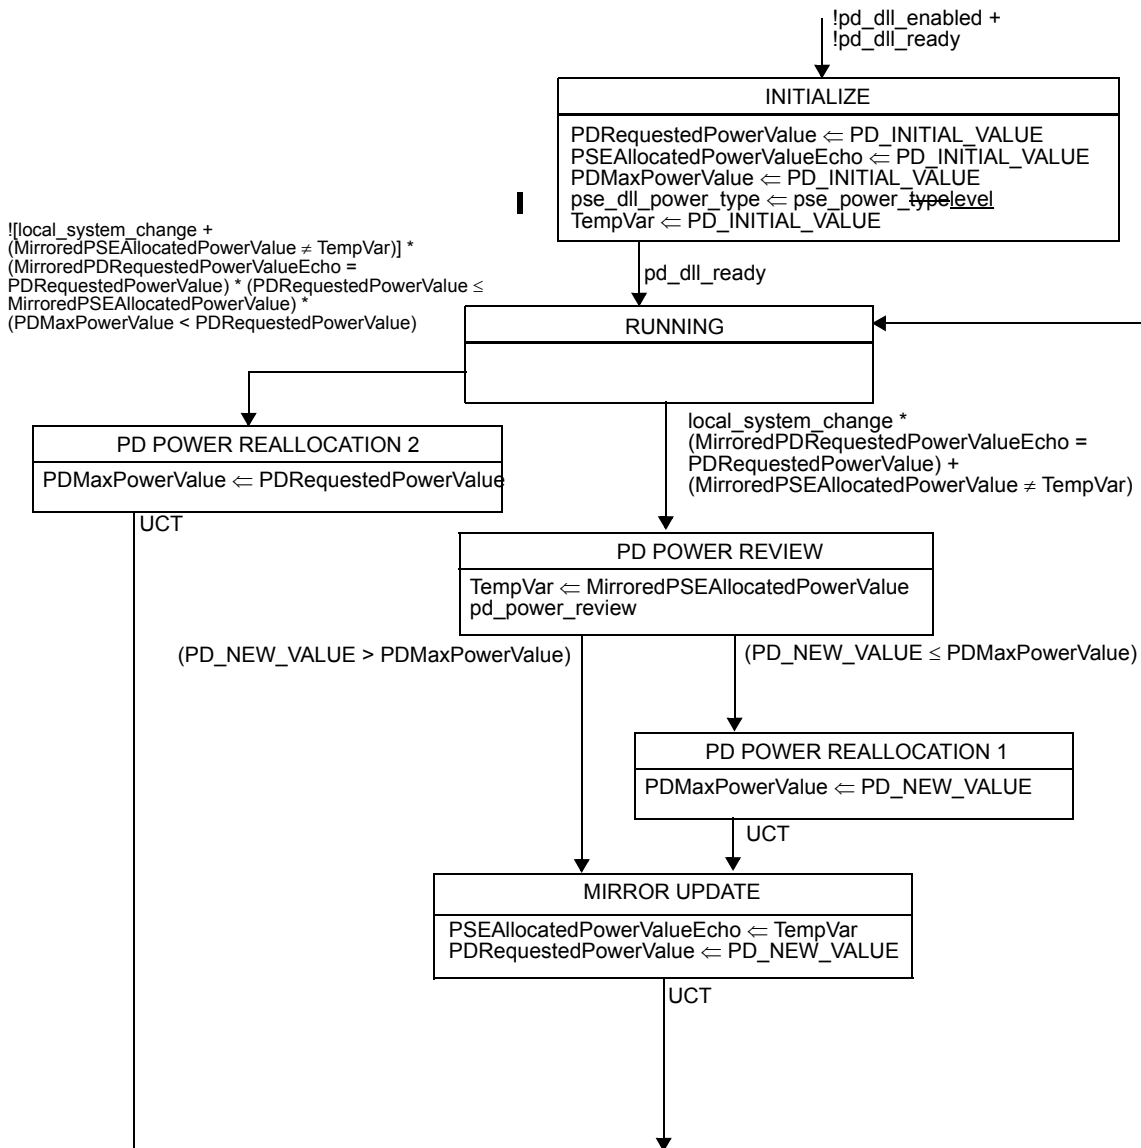 !pd_dll_enabled +
!pd_dll_ready
INITIALIZE
PDRequestedPowerValue ⇐ PD_INITIAL_VALUE
PSEAllocatedPowerValueEcho ⇐ PD_INITIAL_VALUE
PDMaxPowerValue ⇐ PD_INITIAL_VALUE
pse_dll_power_type ⇐ pse_power_typelevel
TempVar ⇐ PD_INITIAL_VALUE
![local_system_change +
(MirroredPSEAllocatedPowerValue ≠ TempVar)] *
(MirroredPDRequestedPowerValueEcho =
PDRequestedPowerValue) * (PDRequestedPowerValue ≤
MirroredPSEAllocatedPowerValue) *
(PDMaxPowerValue < PDRequestedPowerValue)
pd_dll_ready
RUNNING
local_system_change *
(MirroredPDRequestedPowerValueEcho =
PDRequestedPowerValue) +
(MirroredPSEAllocatedPowerValue ≠ TempVar)
PD POWER REALLOCATION 2
PDMaxPowerValue ⇐ PDRequestedPowerValue
UCT
PD POWER REVIEW
TempVar ⇐ MirroredPSEAllocatedPowerValue
pd_power_review
(PD_NEW_VALUE > PDMaxPowerValue)
(PD_NEW_VALUE ≤ PDMaxPowerValue)
PD POWER REALLOCATION 1
PDMaxPowerValue ⇐ PD_NEW_VALUE
UCT
MIRROR UPDATE
PSEAllocatedPowerValueEcho ⇐ TempVar
PDRequestedPowerValue ⇐ PD_NEW_VALUE
UCT